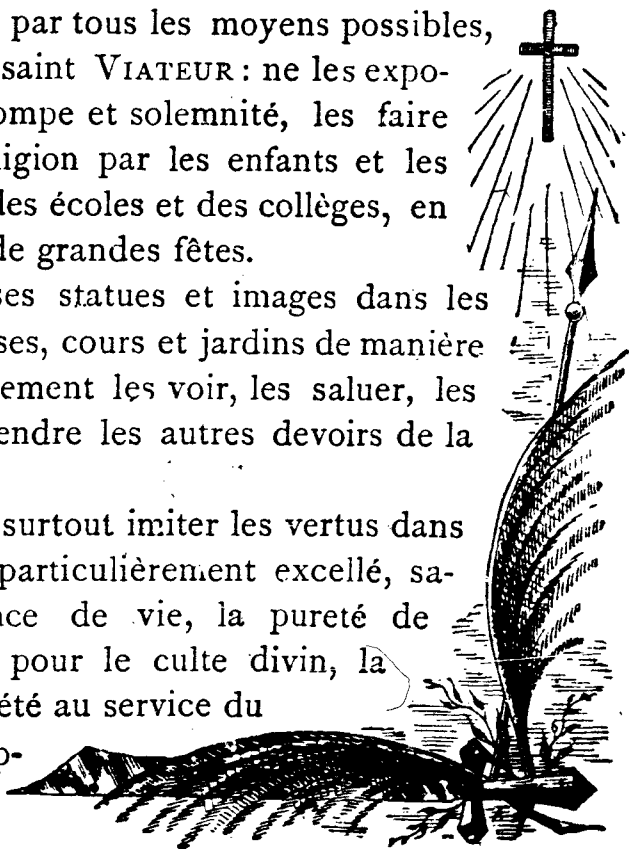 par tous les moyens possibles,
saint VIATEUR : ne les expo-
ompe et solemnité, les faire
ligion par les enfants et les
les écoles et des collèges, en
le grandes fêtes.
ses statues et images dans les
ses, cours et jardins de manière
ement les voir, les saluer, les
endre les autres devoirs de la
surtout imiter les vertus dans
particulièrement excellé, sa-
nce de vie, la pureté de
pour le culte divin, la
été au service du
p-